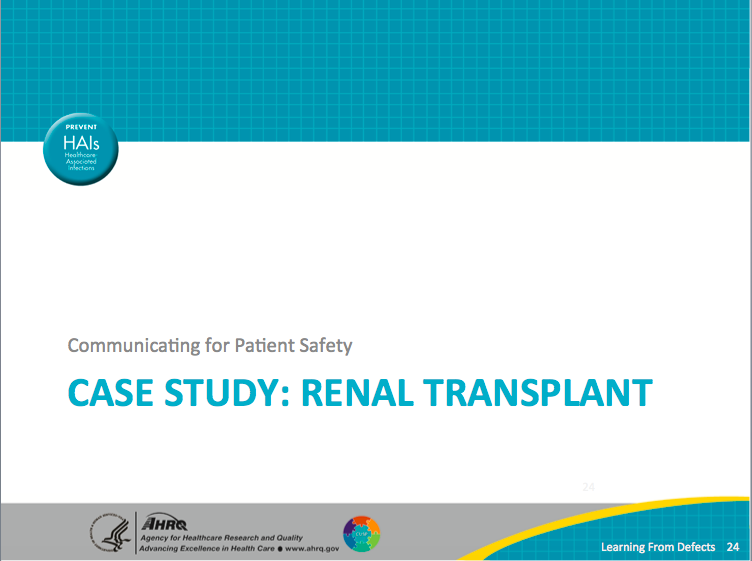 PREVENT
HAIs
Healthcare
Associated
Infections
Communicating for Patient Safety
CASE STUDY: RENAL TRANSPLANT
24
AHRQ
Agency for Healthcare Research and Quality
Advancing Excellence in Health Care ● www.ahrq.gov
CUSP
Learning From Defects 24